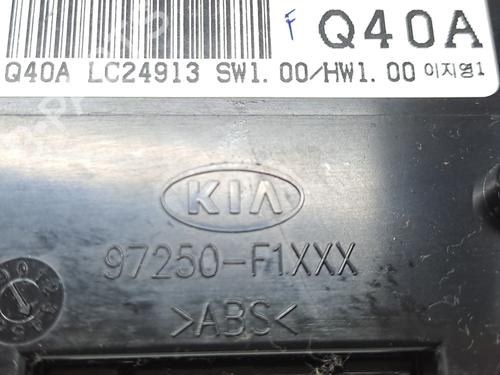 F Q40A
Q40A LC24913 SW1.00/HW1.00 이지영1
KIA
97250-F1XXX
>ABS<